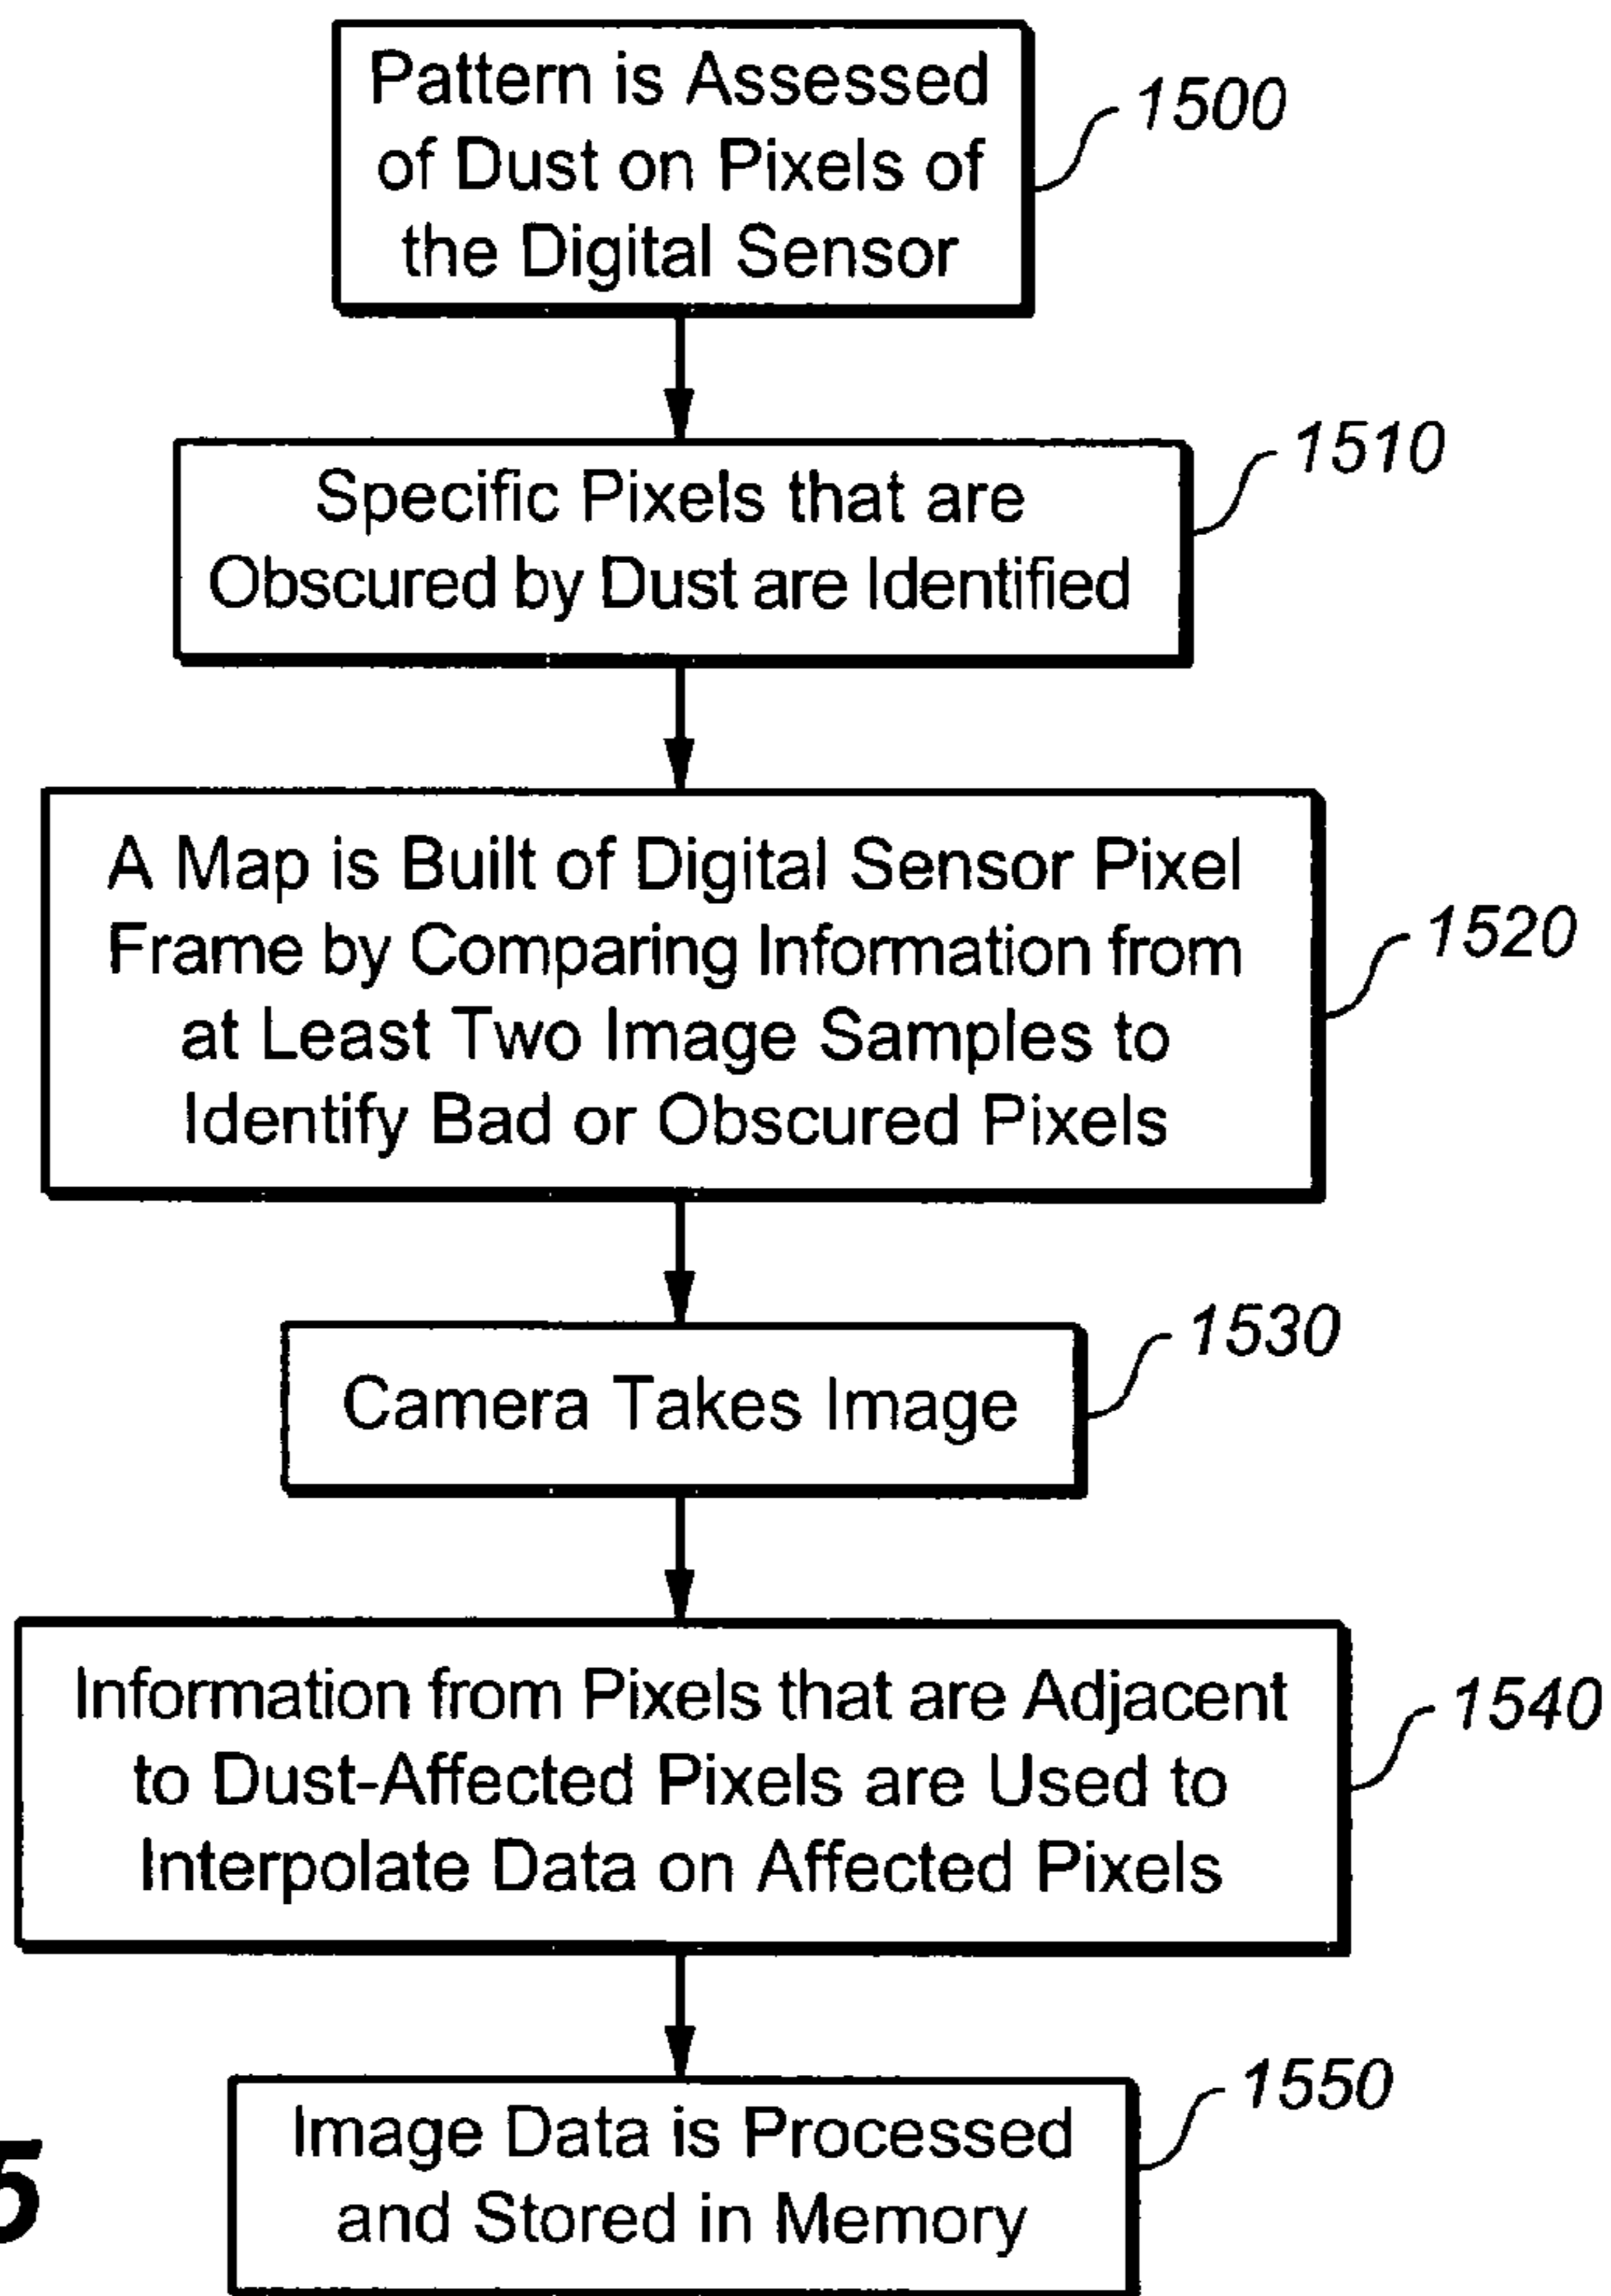 Pattern is Assessed
of Dust on Pixels of
the Digital Sensor
1500
Specific Pixels that are
Obscured by Dust are Identified
1510
A Map is Built of Digital Sensor Pixel
Frame by Comparing Information from
at Least Two Image Samples to
Identify Bad or Obscured Pixels
1520
Camera Takes Image
1530
Information from Pixels that are Adjacent
to Dust-Affected Pixels are Used to
Interpolate Data on Affected Pixels
1540
Image Data is Processed
and Stored in Memory
1550
5